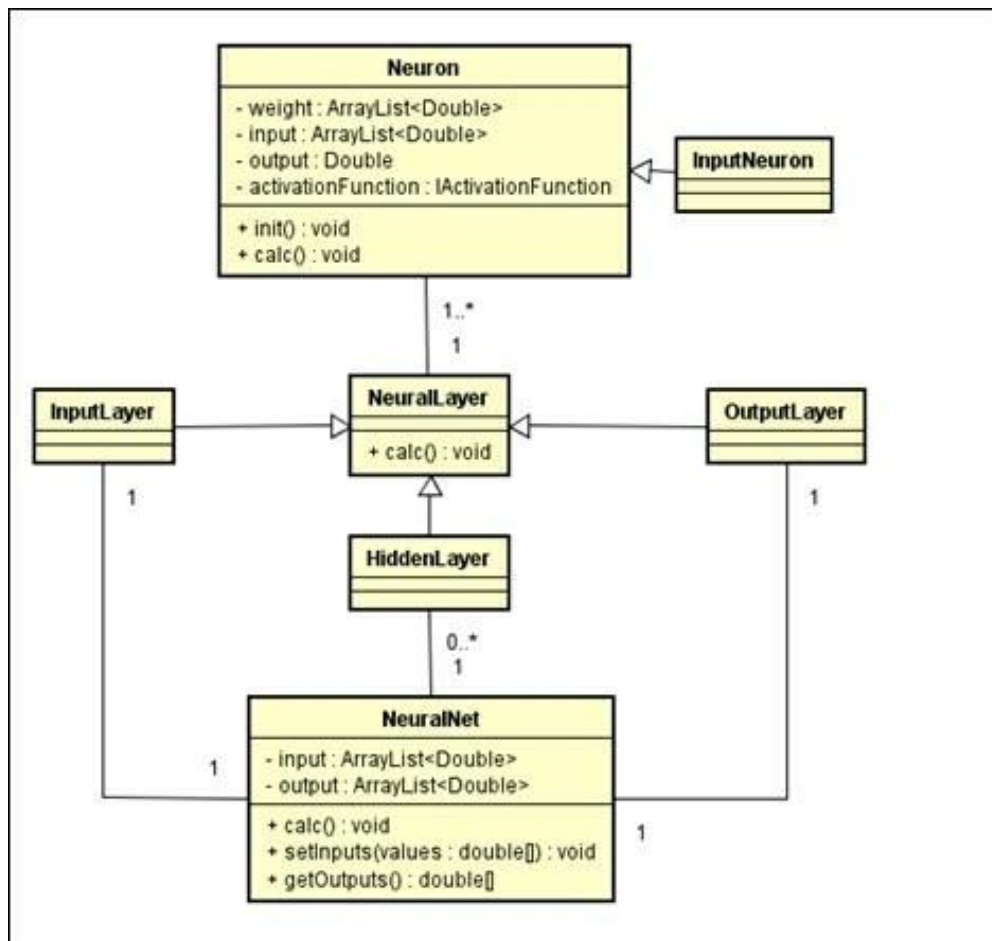 Neuron
- weight : ArrayList<Double>
- input : ArrayList<Double>
- output : Double
- activationFunction : IActivationFunction
+ init() : void
+ calc() : void
InputNeuron
1..*
1
InputLayer
NeuralLayer
+ calc() : void
OutputLayer
1
1
HiddenLayer
0..*
1
NeuralNet
- input : ArrayList<Double>
- output : ArrayList<Double>
+ calc() : void
+ setInputs(values : double[]) : void
+ getOutputs() : double[]
1
1